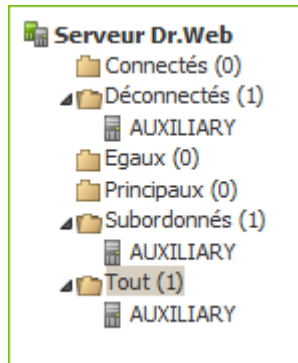 Serveur Dr.Web
Connectés (0)
Déconnectés (1)
AUXILIARY
Egaux (0)
Principaux (0)
Subordonnés (1)
AUXILIARY
Tout (1)
AUXILIARY